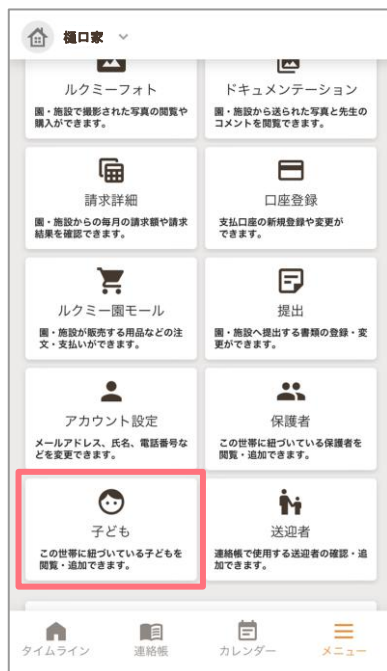 樋口家
ルクミーフォト
園・施設で撮影された写真の閲覧や
購入ができます。
ドキュメンテーション
園・施設から送られた写真と先生の
コメントを閲覧できます。
請求詳細
園・施設からの毎月の請求額や請求
結果を確認できます。
口座登録
支払口座の新規登録や変更が
できます。
ルクミー園モール
園・施設が販売する用品などの注
文・支払いができます。
提出
園・施設へ提出する書類の登録・変
更ができます。
アカウント設定
メールアドレス、氏名、電話番号な
どを変更できます。
保護者
この世帯に紐づいている保護者を
閲覧・追加できます。
子ども
この世帯に紐づいている子どもを
閲覧・追加できます。
送迎者
連絡帳で使用する送迎者の確認・追
加できます。
タイムライン
連絡帳
カレンダー
メニュー